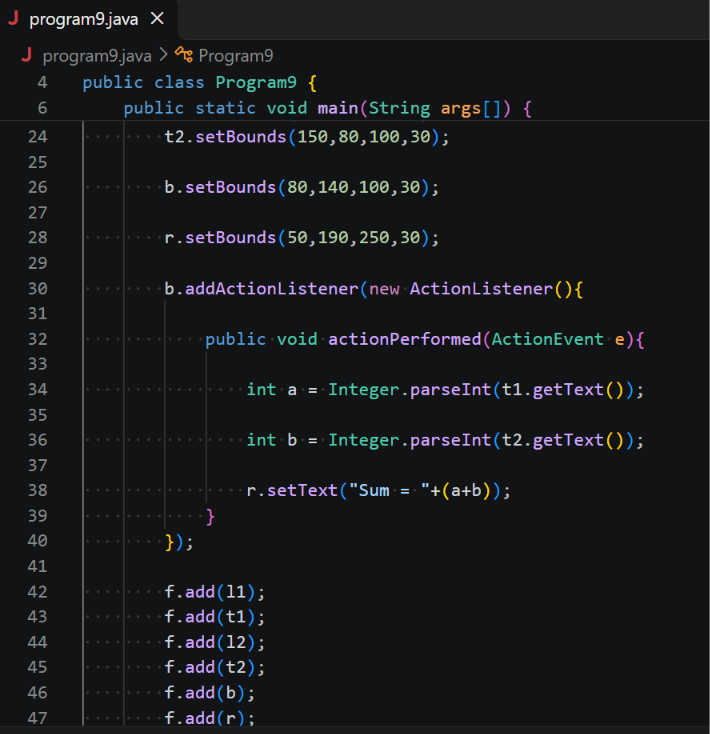 J program9.java ×
J program9.java > Program9
4 public class Program9 {
6 public static void main(String args[]) {
24 t2.setBounds(150,80,100,30);
25
26 b.setBounds(80,140,100,30);
27
28 r.setBounds(50,190,250,30);
29
30 b.addActionListener(new ActionListener(){
31
32 public void actionPerformed(ActionEvent e){
33
34 int a = Integer.parseInt(t1.getText());
35
36 int b = Integer.parseInt(t2.getText());
37
38 r.setText("Sum = "+(a+b));
39 }
40 });
41
42 f.add(l1);
43 f.add(t1);
44 f.add(l2);
45 f.add(t2);
46 f.add(b);
47 f.add(r);